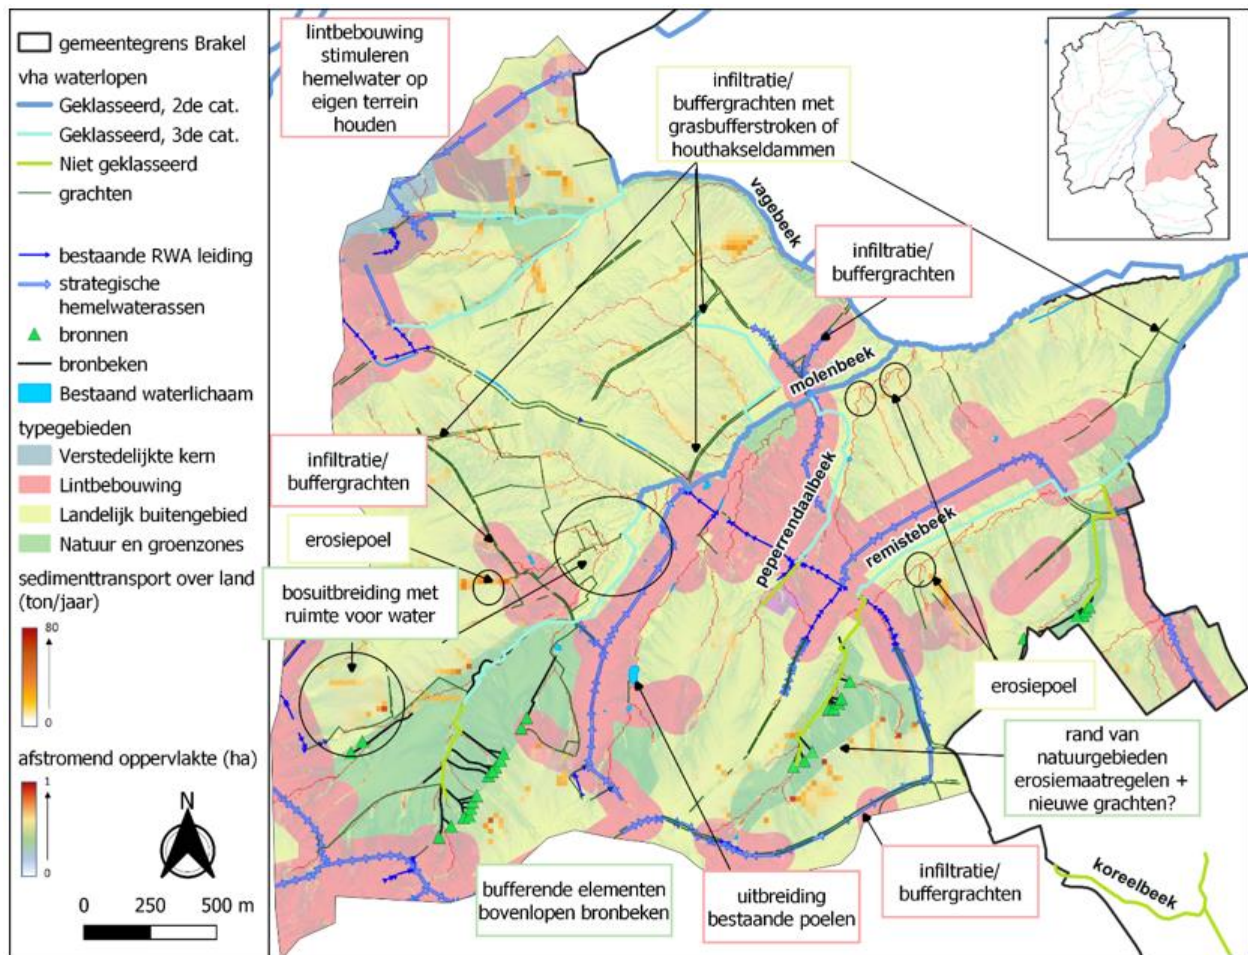 gemeentegrens Brakel
vha waterlopen
Geklasseerd, 2de cat.
Geklasseerd, 3de cat.
Niet geklasseerd
grachten
bestaande RWA leiding
strategische
hemelwaterassen
bronnen
bronbeken
Bestaand waterlichaam
typegebieden
Verstedelijkte kern
Lintbebouwing
Landelijk buitengebied
Natuur en groenzones
sedimenttransport over land
(ton/jaar)
80
0
afstromend oppervlakte (ha)
1
0
N
0 250 500 m
lintbebouwing
stimuleren
hemelwater op
eigen terrein
houden
infiltratie/
buffergrachten met
grasbufferstroken of
houthakseldammen
vagebeek
infiltratie/
buffergrachten
molenbeek
infiltratie/
buffergrachten
erosiepoel
bosuitbreiding met
ruimte voor water
peperrendaalbeek
remistebeek
erosiepoel
rand van
natuurgebieden
erosiemaatregelen +
nieuwe grachten?
bufferende elementen
bovenlopen bronbeken
uitbreiding
bestaande poelen
infiltratie/
buffergrachten
koreelbeek